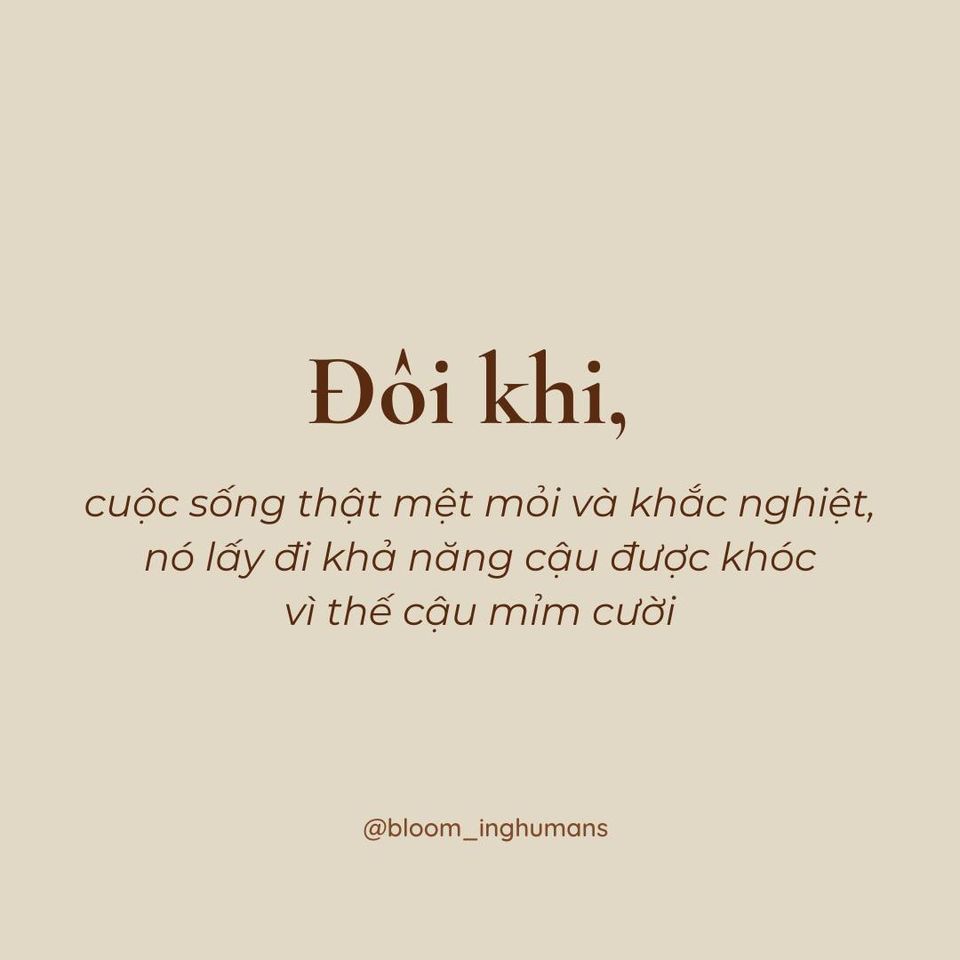 Đôi khi,
cuộc sống thật mệt mỏi và khắc nghiệt,
nó lấy đi khả năng cậu được khóc
vì thế cậu mỉm cười
@bloom_inghumans